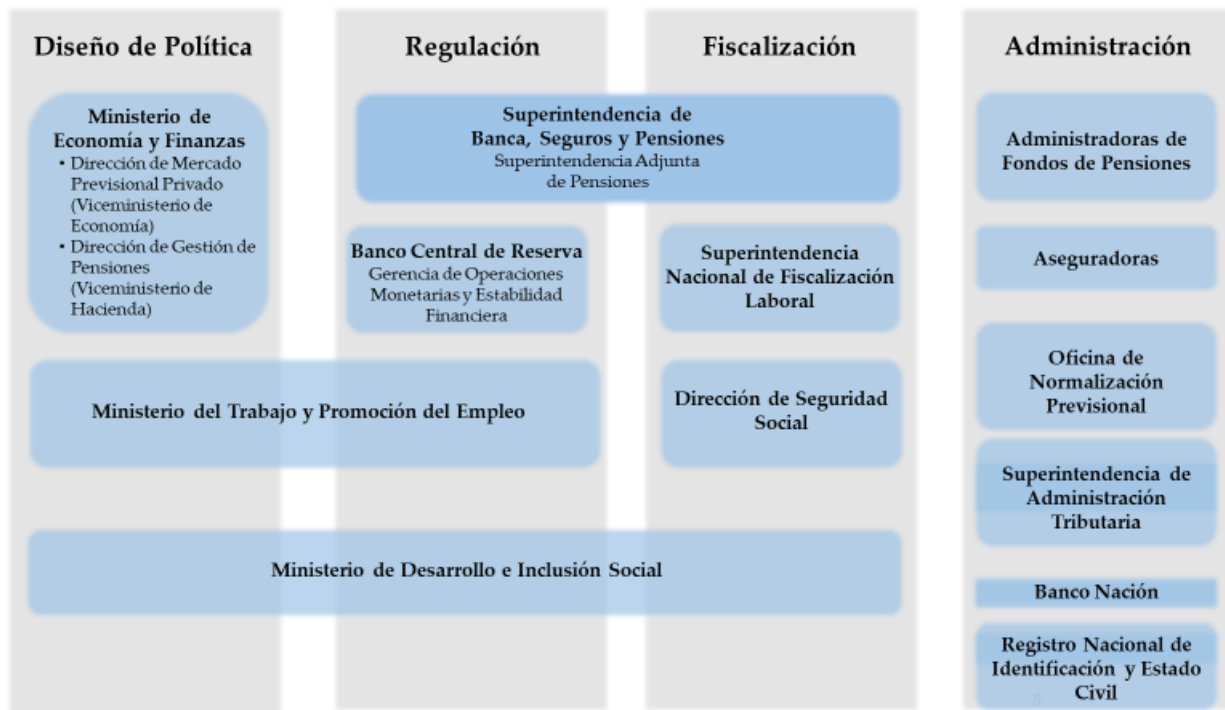 Diseño de Política
Ministerio de
Economía y Finanzas
• Dirección de Mercado
Previsional Privado
(Viceministerio de
Economía)
• Dirección de Gestión de
Pensiones
(Viceministerio de
Hacienda)
Regulación
Fiscalización
Superintendencia de
Banca, Seguros y Pensiones
Superintendencia Adjunta
de Pensiones
Banco Central de Reserva
Gerencia de Operaciones
Monetarias y Estabilidad
Financiera
Superintendencia
Nacional de Fiscalización
Laboral
Ministerio del Trabajo y Promoción del Empleo
Dirección de Seguridad
Social
Ministerio de Desarrollo e Inclusión Social
Administración
Administradoras de
Fondos de Pensiones
Aseguradoras
Oficina de
Normalización
Previsional
Superintendencia de
Administración
Tributaria
Banco Nación
Registro Nacional de
Identificación y Estado
Civil